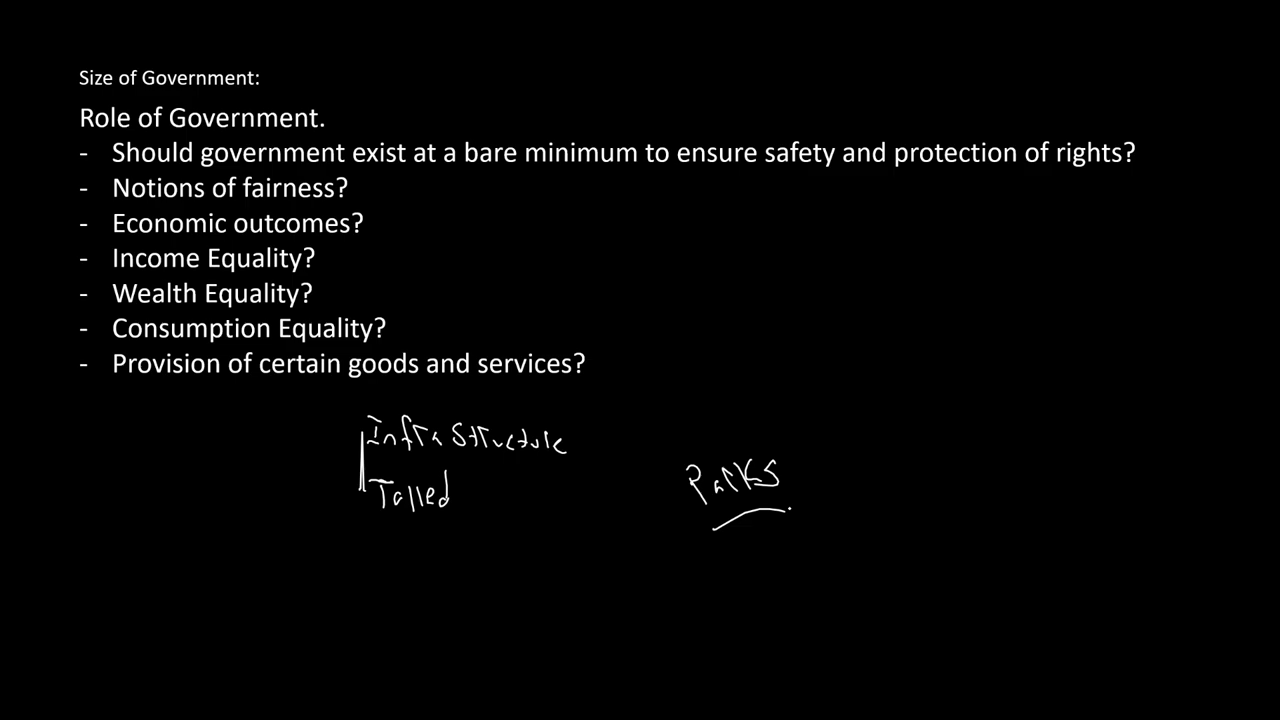 Size of Government:
Role of Government.
- Should government exist at a bare minimum to ensure safety and protection of rights?
- Notions of fairness?
- Economic outcomes?
- Income Equality?
- Wealth Equality?
- Consumption Equality?
- Provision of certain goods and services?
Infrastructure
Tolled
Parks